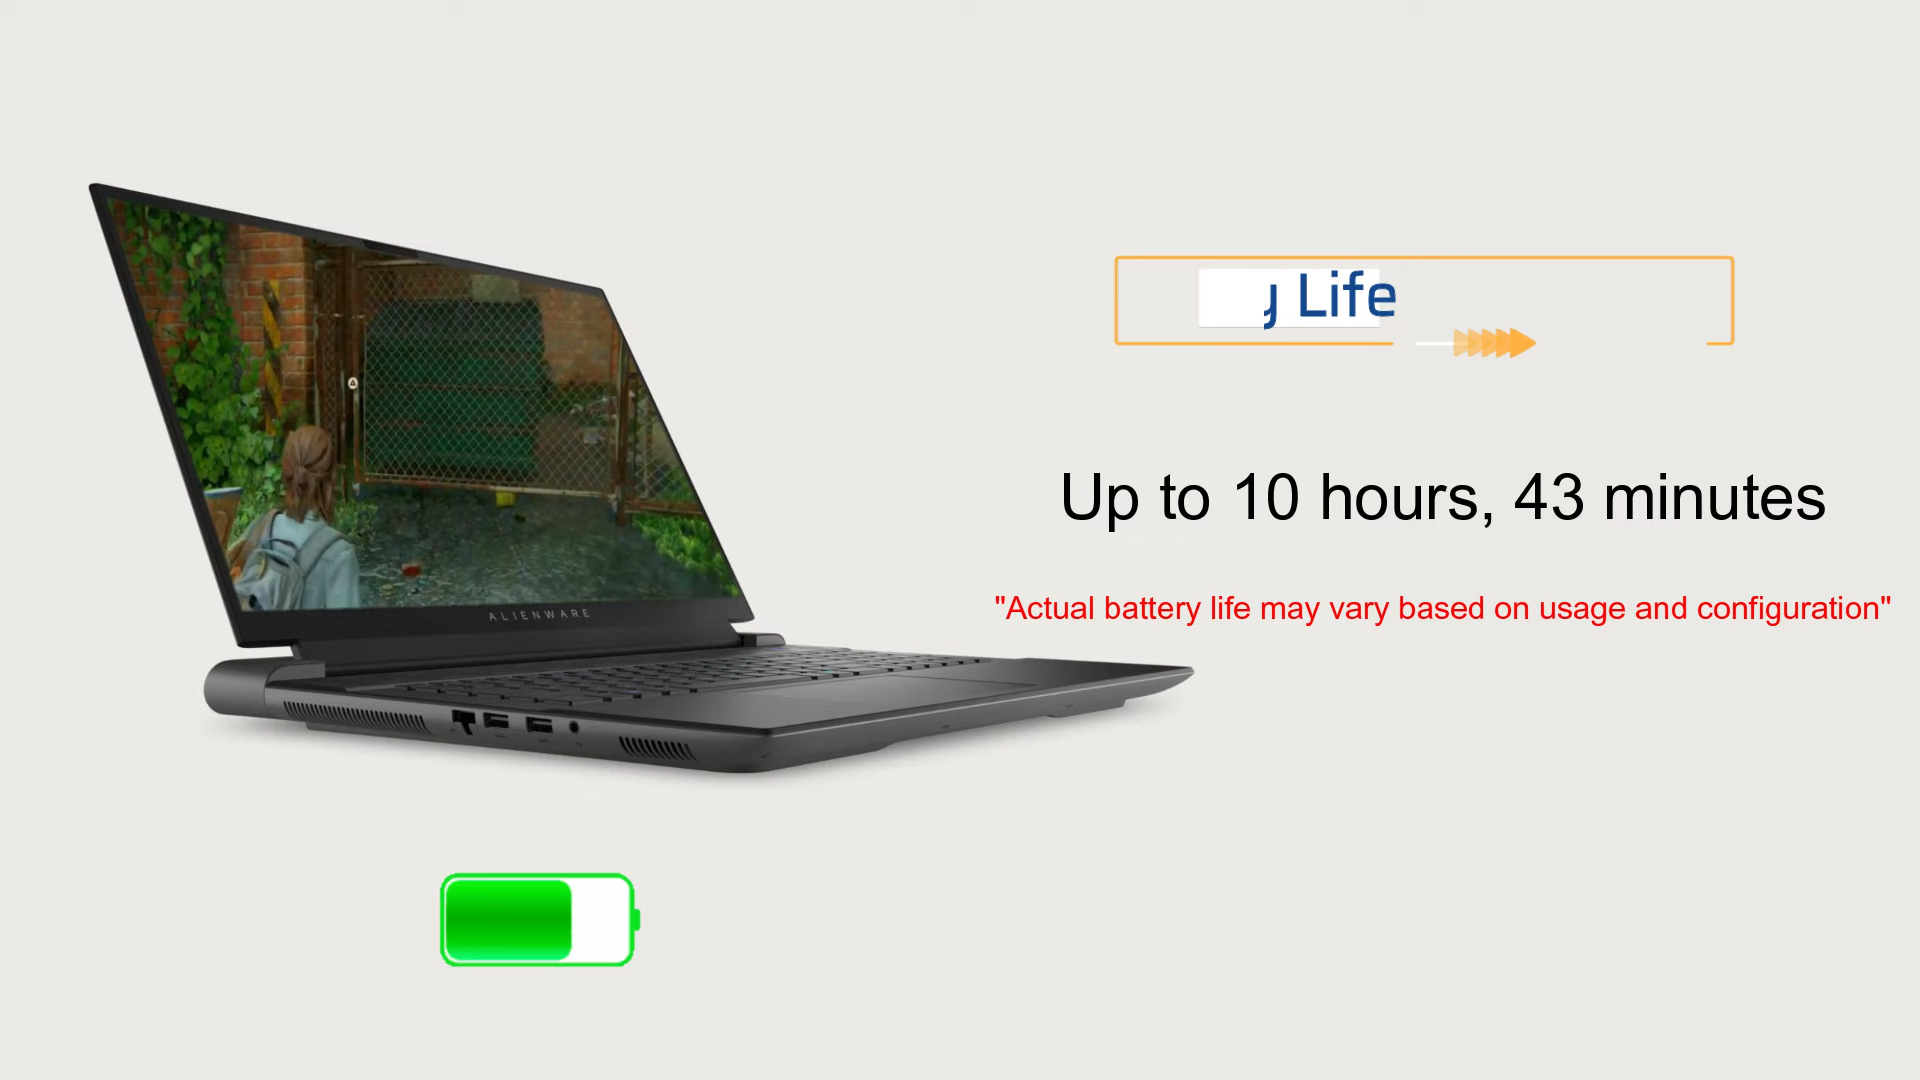 y Life
Up to 10 hours, 43 minutes
"Actual battery life may vary based on usage and configuration"
ALIENWARE